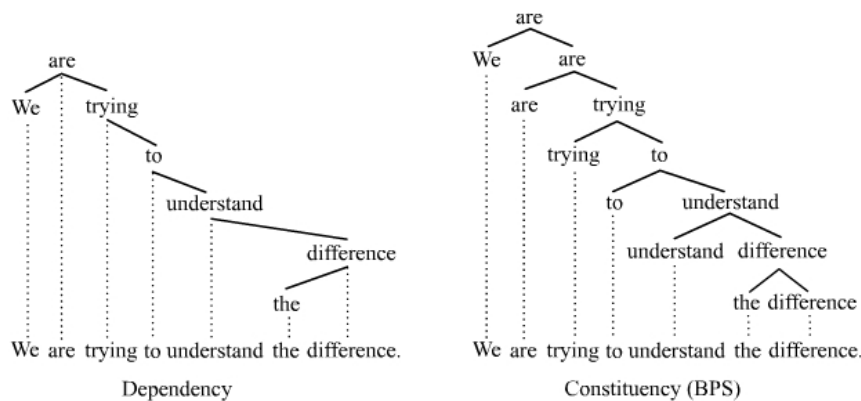 are
We are
are trying
trying to
to understand
understand difference
the difference
We are trying to understand the difference.
Constituency (BPS)
are
We trying
to
understand
difference
the
We are trying to understand the difference.
Dependency